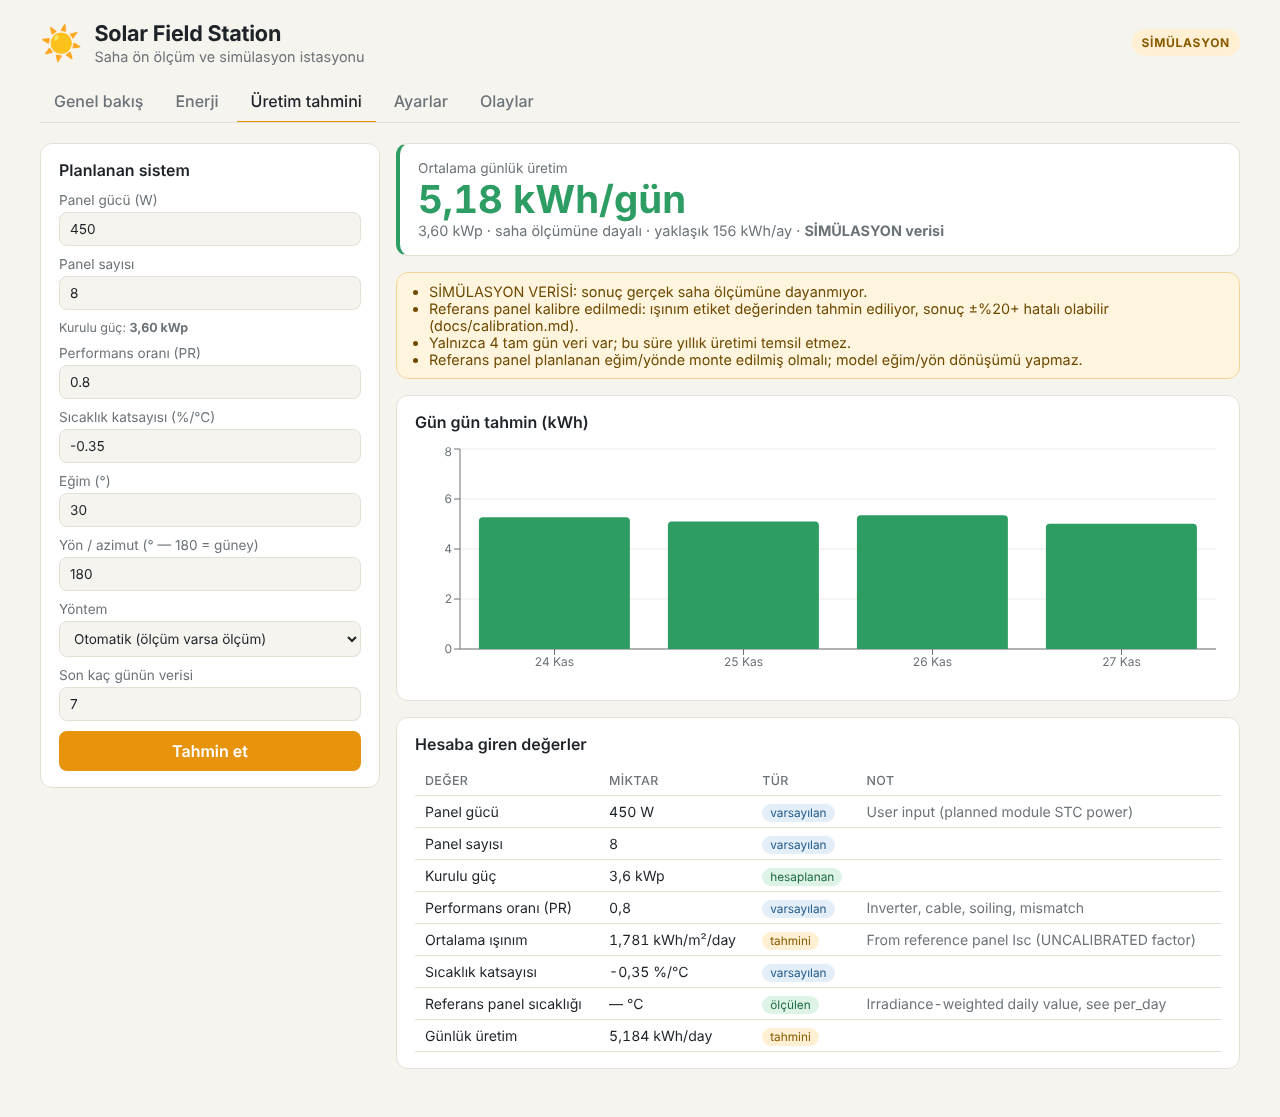 Solar Field Station
Saha ön ölçüm ve simülasyon istasyonu
SİMÜLASYON
Genel bakış
Enerji
Üretim tahmini
Ayarlar
Olaylar
Planlanan sistem
Panel gücü (W)
450
Panel sayısı
8
Kurulu güç: 3,60 kWp
Performans oranı (PR)
0.8
Sıcaklık katsayısı (%/°C)
-0.35
Eğim (°)
30
Yön / azimut (° — 180 = güney)
180
Yöntem
Otomatik (ölçüm varsa ölçüm)
Son kaç günün verisi
7
Tahmin et
Ortalama günlük üretim
5,18 kWh/gün
3,60 kWp · saha ölçümüne dayalı · yaklaşık 156 kWh/ay · SİMÜLASYON verisi
SİMÜLASYON VERİSİ: sonuç gerçek saha ölçümüne dayanmıyor.
Referans panel kalibre edilmedi: ışınım etiket değerinden tahmin ediliyor, sonuç ±%20+ hatalı olabilir
(docs/calibration.md).
Yalnızca 4 tam gün veri var; bu süre yıllık üretimi temsil etmez.
Referans panel planlanan eğim/yönde monte edilmiş olmalı; model eğim/yön dönüşümü yapmaz.
Gün gün tahmin (kWh)
8
6
4
2
0
24 Kas
25 Kas
26 Kas
27 Kas
Hesaba giren değerler
DEĞER MİKTAR TÜR NOT
Panel gücü 450 W varsayılan User input (planned module STC power)
Panel sayısı 8 varsayılan
Kurulu güç 3,6 kWp hesaplanan
Performans oranı (PR) 0,8 varsayılan Inverter, cable, soiling, mismatch
Ortalama ışınım 1,781 kWh/m²/day tahmini From reference panel Isc (UNCALIBRATED factor)
Sıcaklık katsayısı -0,35 %/°C varsayılan
Referans panel sıcaklığı — °C ölçülen Irradiance-weighted daily value, see per_day
Günlük üretim 5,184 kWh/day tahmini